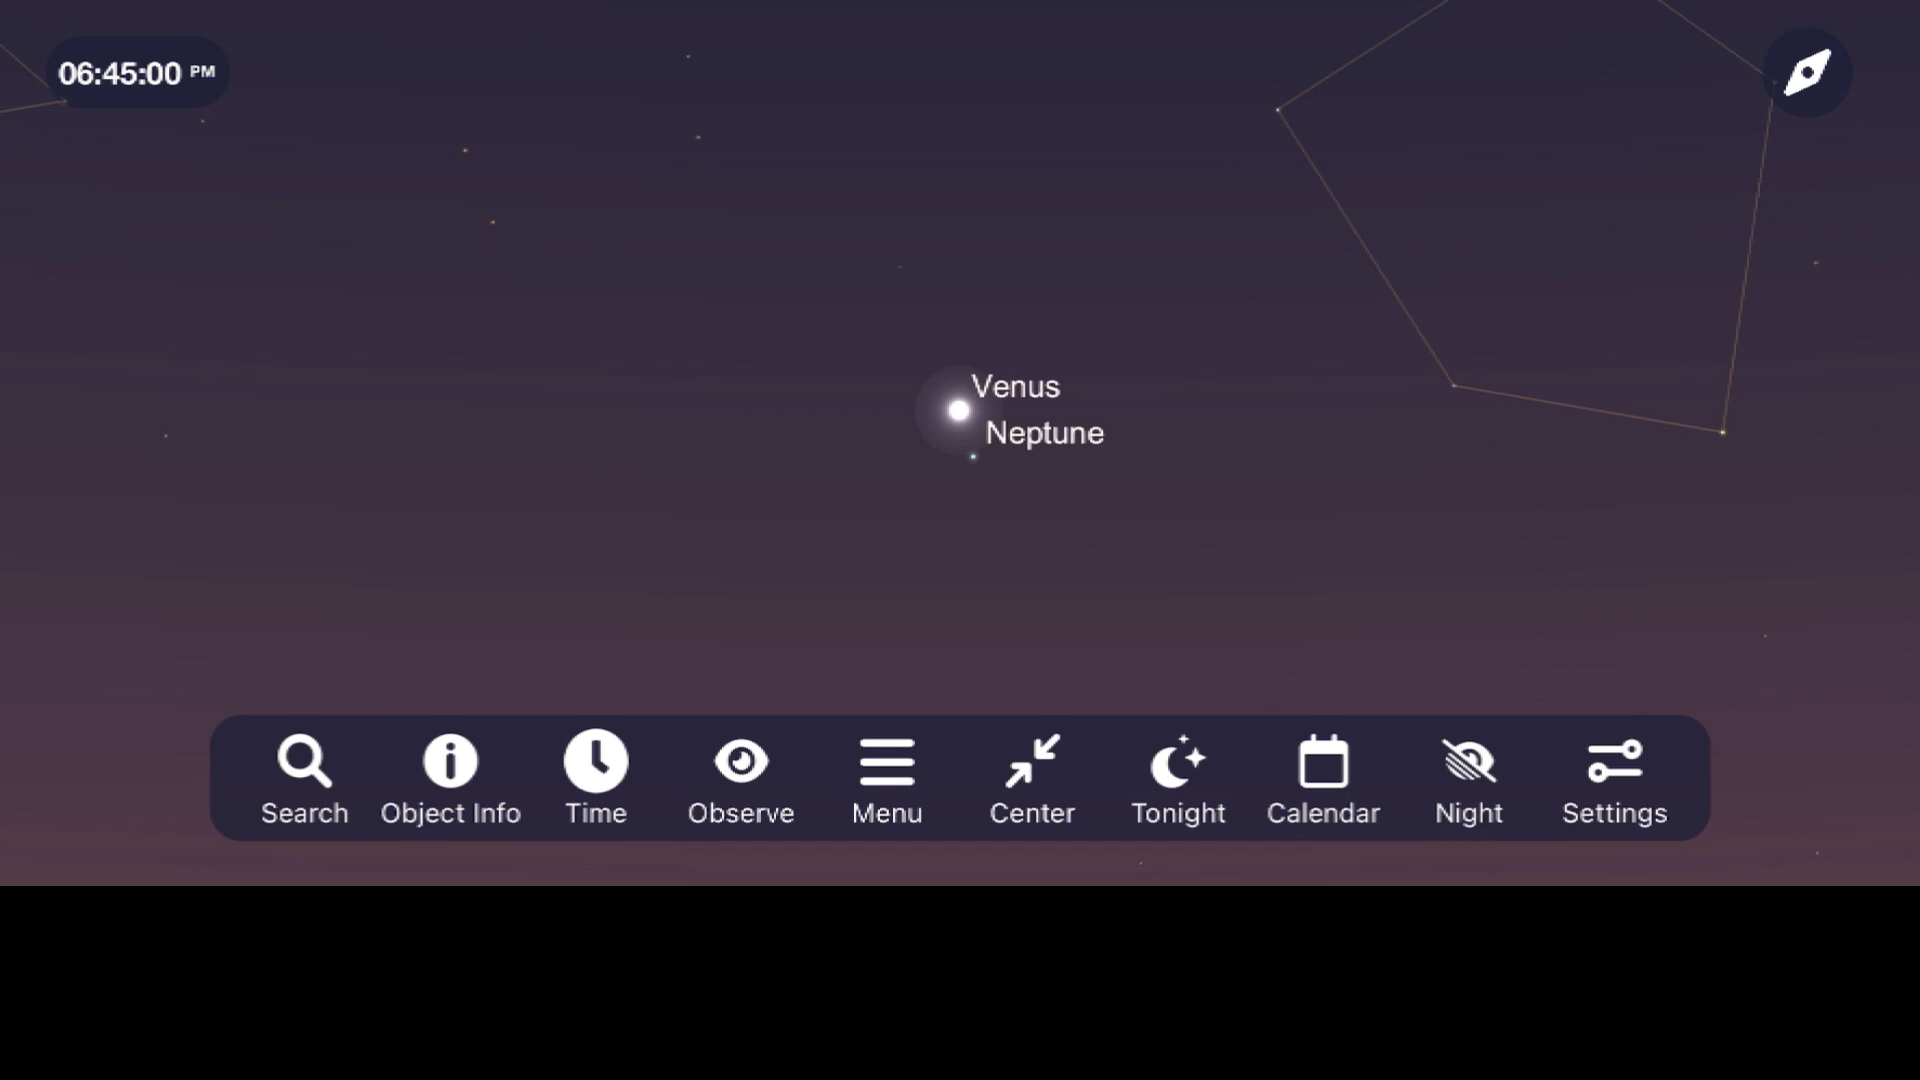 06:45:00 PM
Venus
Neptune
Search Object Info Time Observe Menu Center Tonight Calendar Night Settings